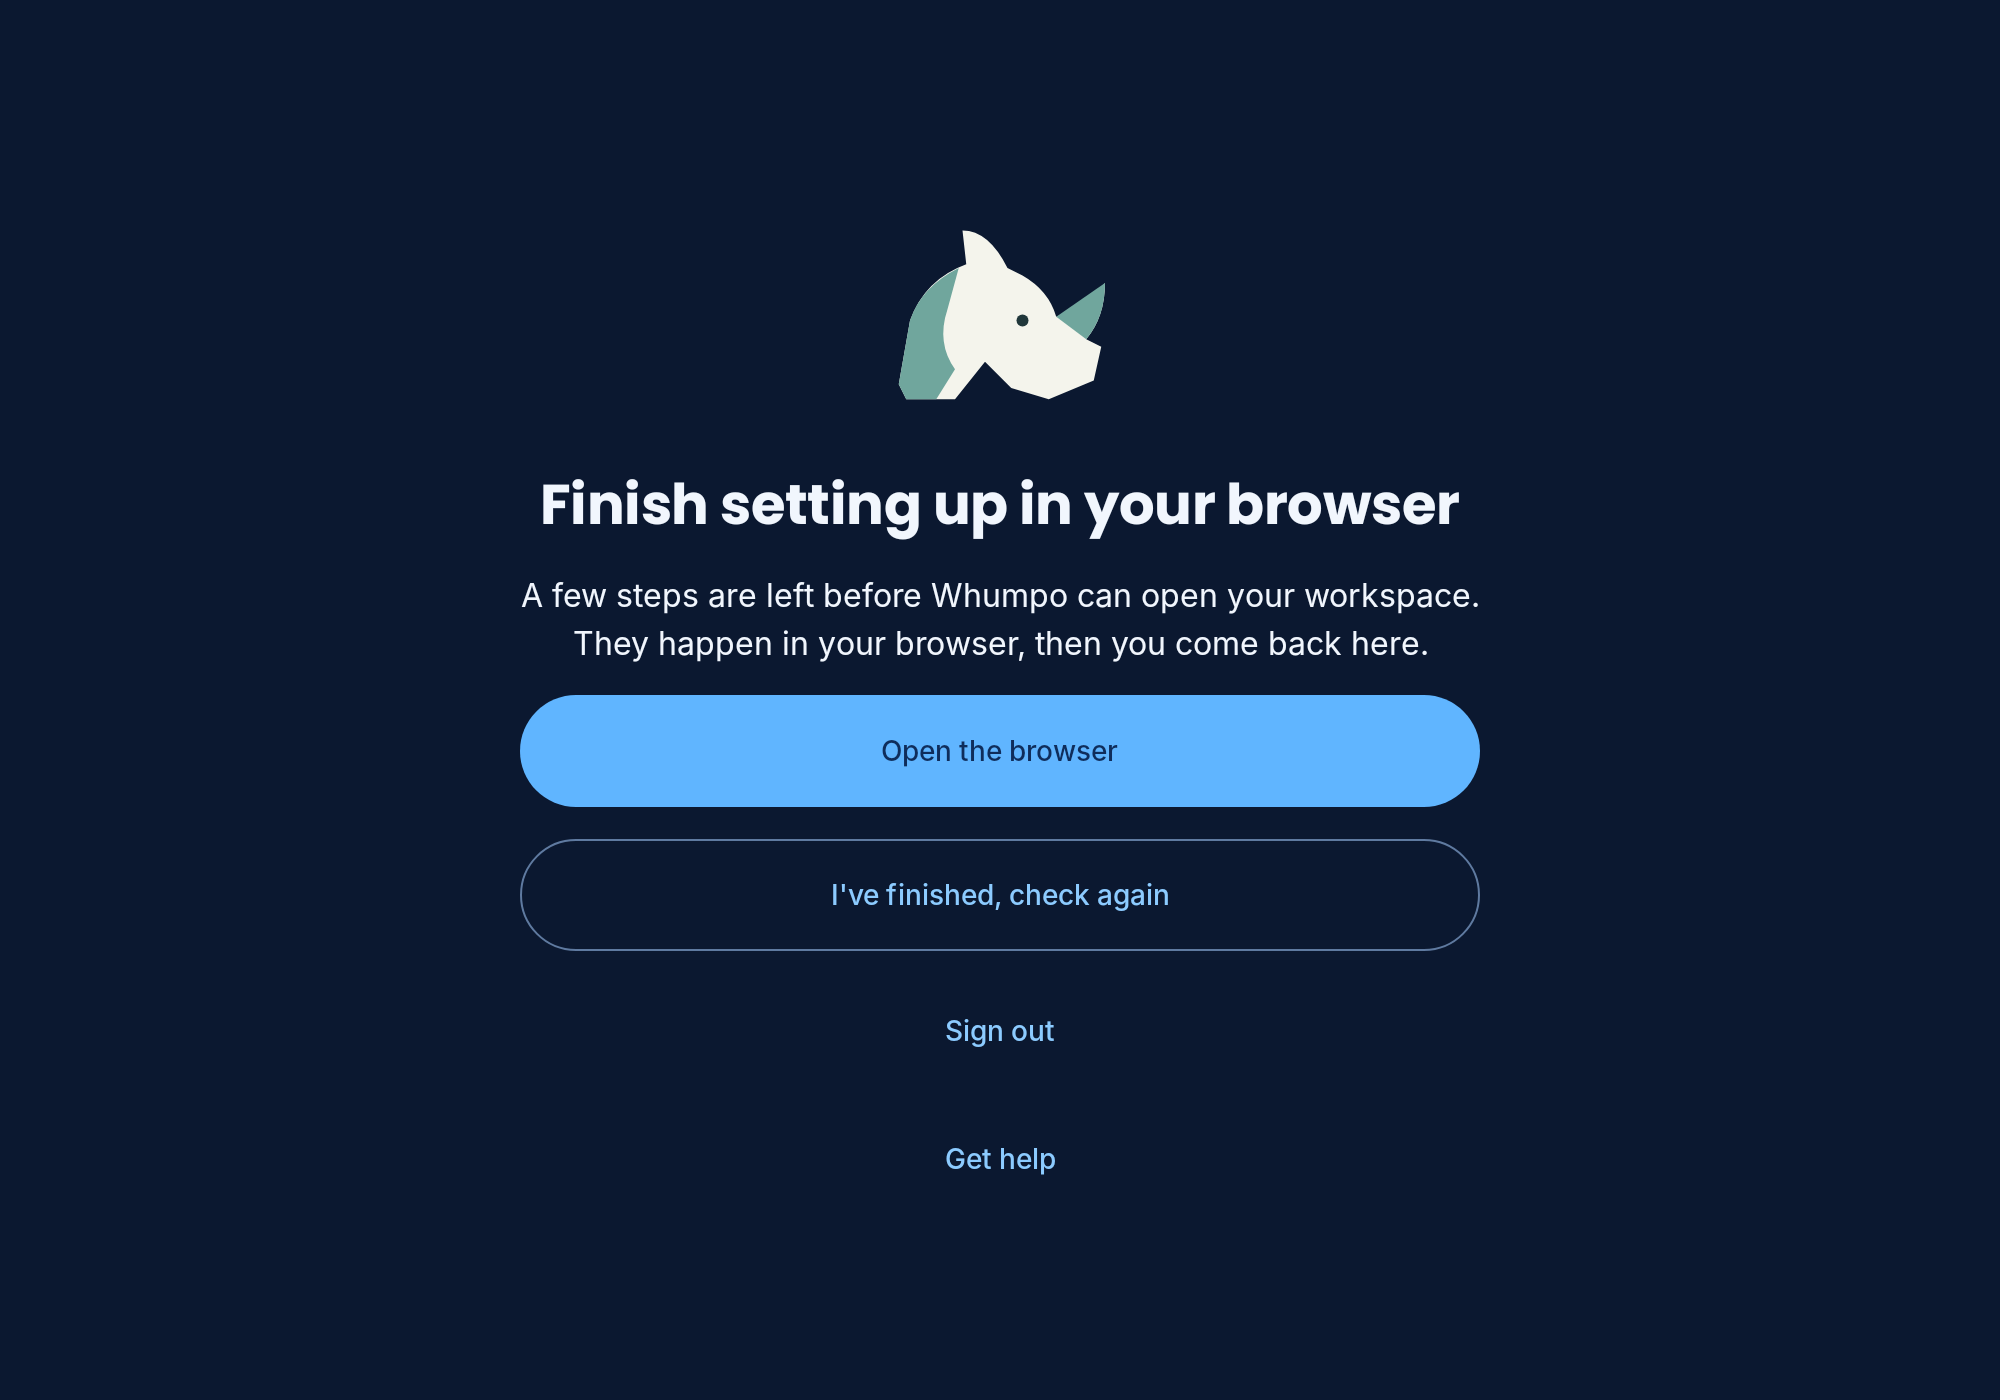 Finish setting up in your browser
A few steps are left before Whumpo can open your workspace.
They happen in your browser, then you come back here.
Open the browser
I've finished, check again
Sign out
Get help